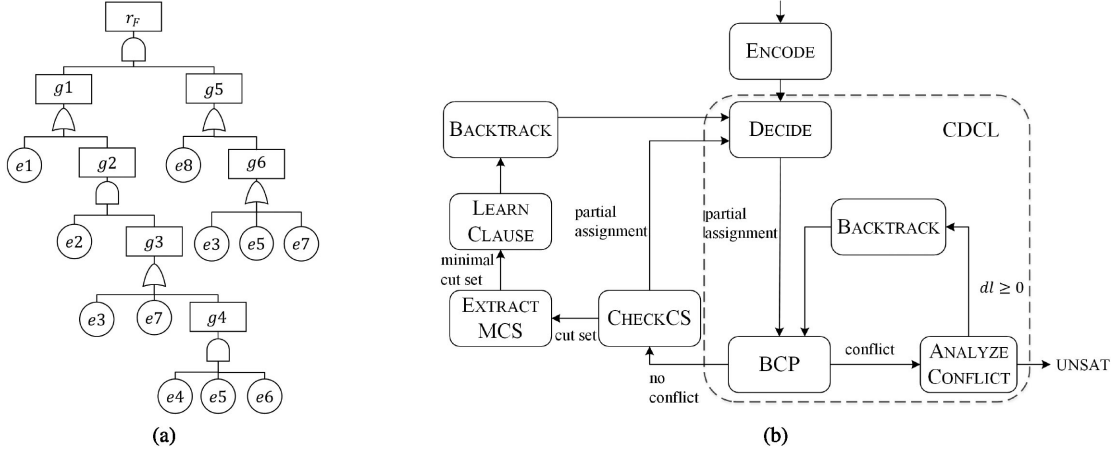 r_F
g1
g5
e1
g2
e8
g6
e2
g3
e3
e5
e7
e3
e7
g4
e4
e5
e6
(a)
ENCODE
DECIDE
CDCL
BACKTRACK
LEARN
CLAUSE
partial
assignment
partial
assignment
BACKTRACK
minimal
cut set
EXTRACT
MCS
cut set
CHECKCS
dl ≥ 0
no
conflict
BCP
conflict
ANALYZE
CONFLICT
UNSAT
(b)